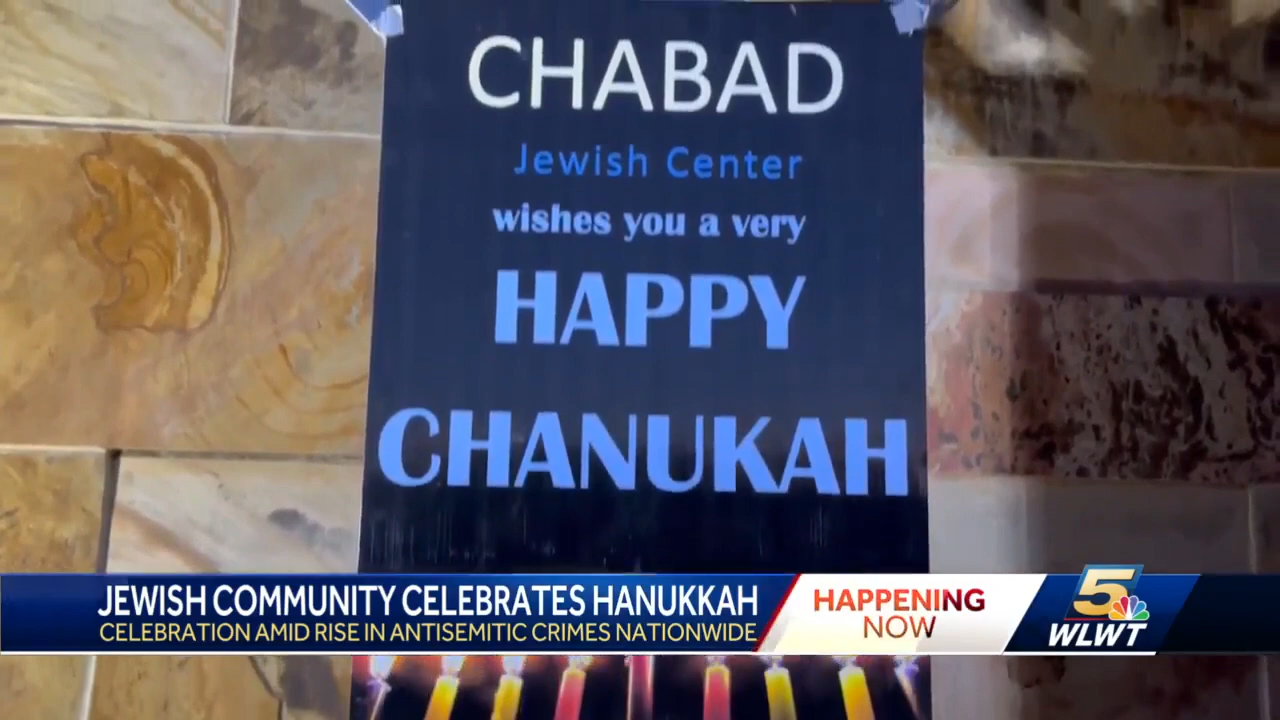 CHABAD
Jewish Center
wishes you a very
HAPPY
CHANUKAH
JEWISH COMMUNITY CELEBRATES HANUKKAH
CELEBRATION AMID RISE IN ANTISEMITIC CRIMES NATIONWIDE
HAPPENING
NOW
5
WLWT